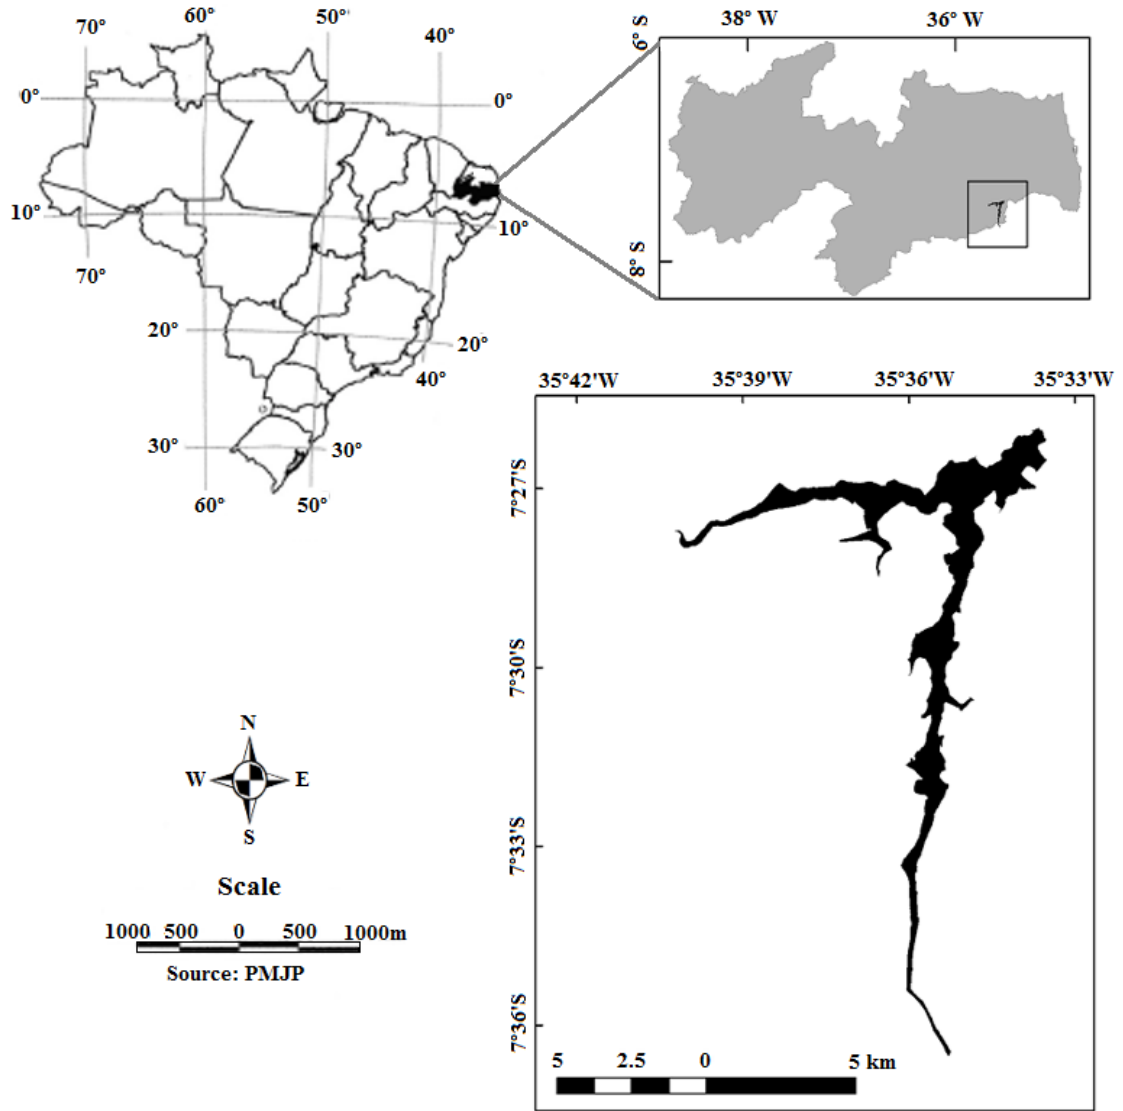 70° 60° 50° 40°
0° 0°
10° 10°
70°
20° 20°
40°
30° 30°
60° 50°
38° W 36° W
6° S
8° S
35°42'W 35°39'W 35°36'W 35°33'W
7°27'S
7°30'S
7°33'S
7°36'S
N
W E
S
Scale
1000 500 0 500 1000m
Source: PMJP
5 2.5 0 5 km